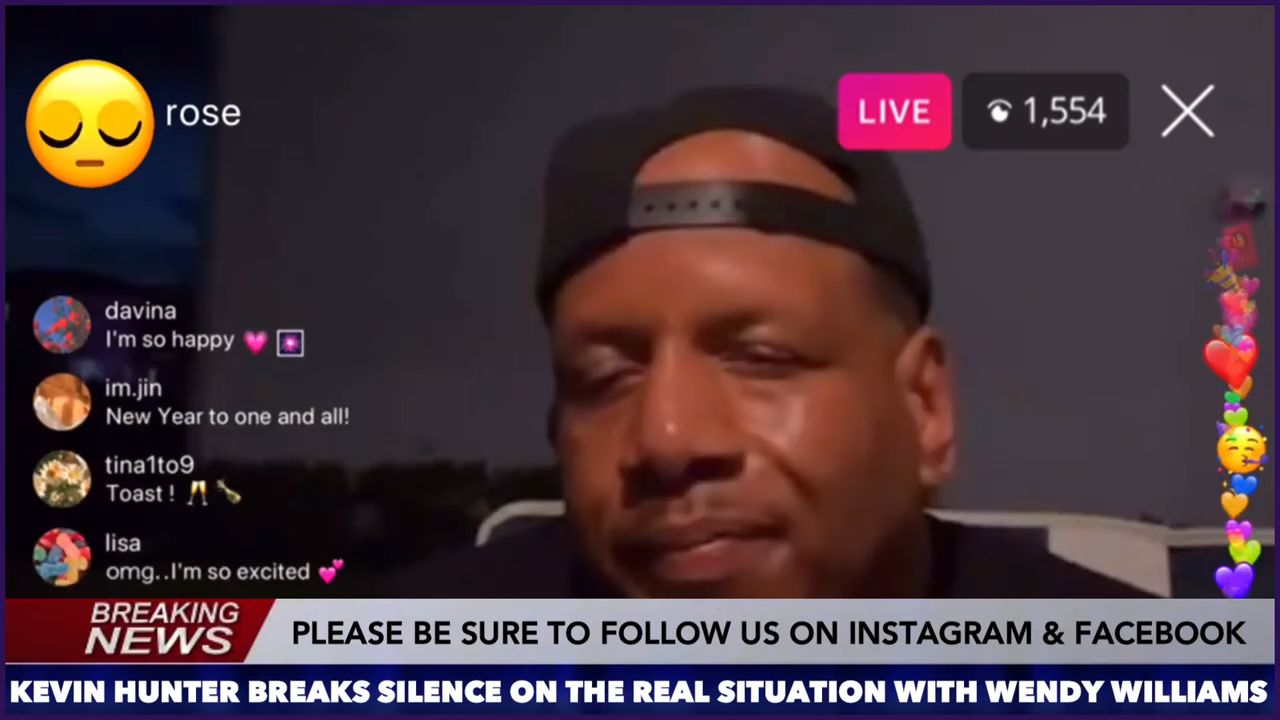 rose
LIVE
1,554
davina
I'm so happy 💗 🎆
im.jin
New Year to one and all!
tina1to9
Toast ! 🥂 🍾
lisa
omg..I'm so excited 💕
BREAKING
NEWS
PLEASE BE SURE TO FOLLOW US ON INSTAGRAM & FACEBOOK
KEVIN HUNTER BREAKS SILENCE ON THE REAL SITUATION WITH WENDY WILLIAMS